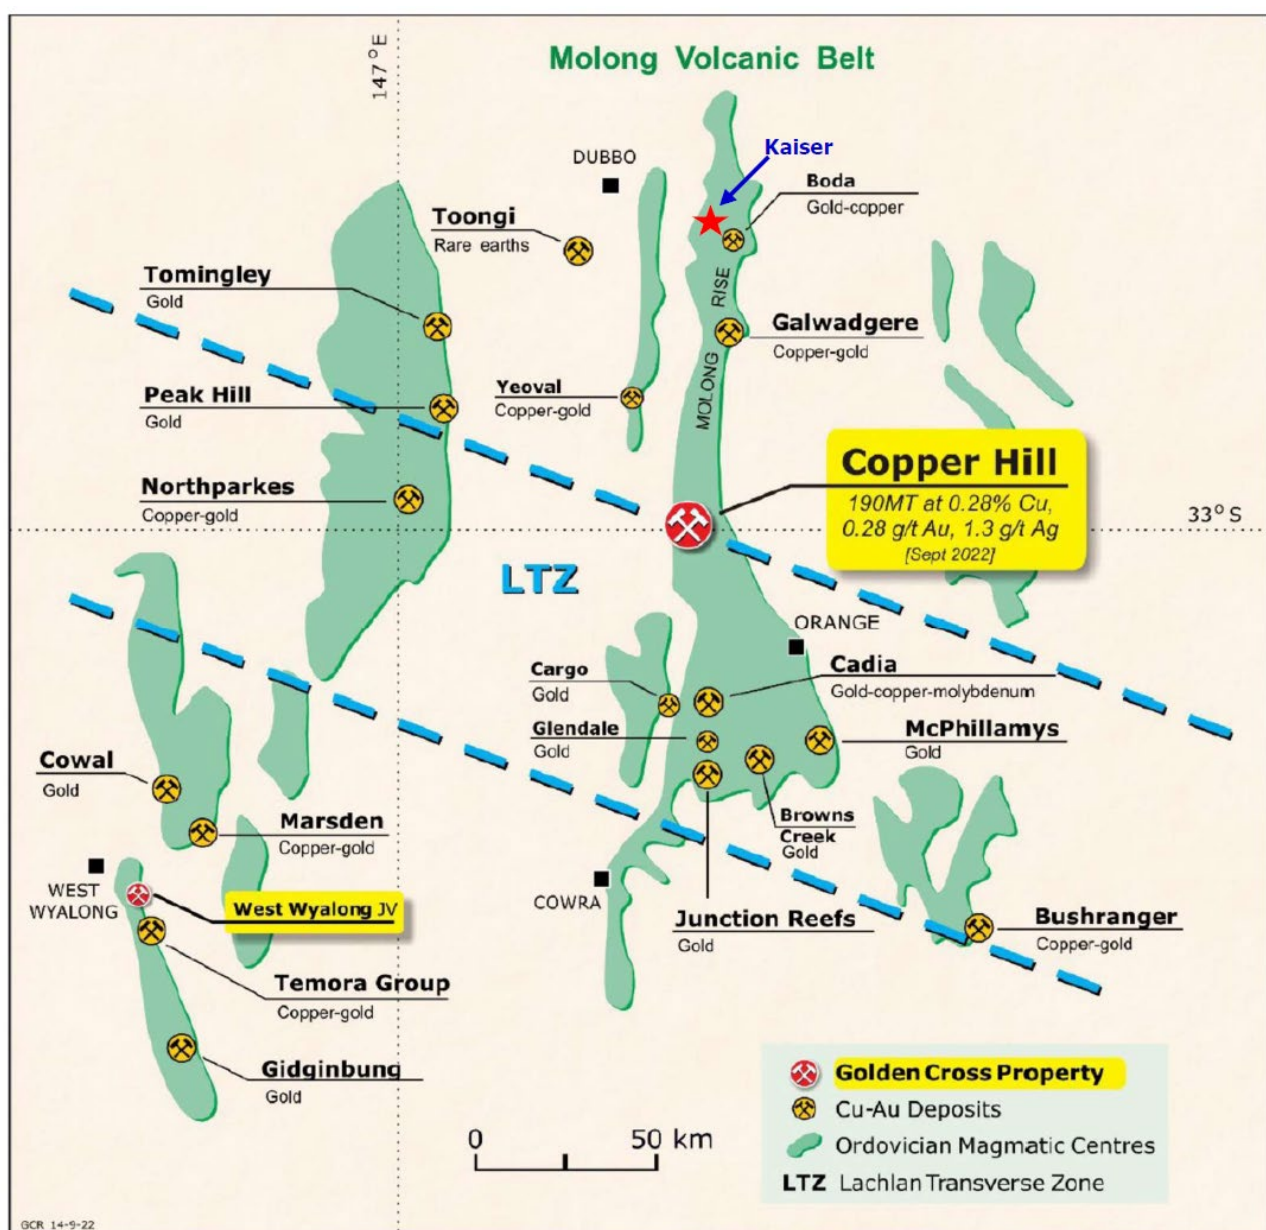 Molong Volcanic Belt
147°E
Kaiser
DUBBO
Boda
Gold-copper
Toongi
Rare earths
Tomingley
Gold
RISE
MOLONG
Galwadgere
Copper-gold
Peak Hill
Gold
Yeoval
Copper-gold
Copper Hill
190MT at 0.28% Cu,
0.28 g/t Au, 1.3 g/t Ag
[Sept 2022]
Northparkes
Copper-gold
33°S
LTZ
ORANGE
Cargo
Gold
Cadia
Gold-copper-molybdenum
Glendale
Gold
McPhillamys
Gold
Cowal
Gold
Marsden
Copper-gold
Browns
Creek
Gold
WEST
WYALONG
West Wyalong JV
COWRA
Junction Reefs
Gold
Bushranger
Copper-gold
Temora Group
Copper-gold
Gidginbung
Gold
0 50 km
Golden Cross Property
Cu-Au Deposits
Ordovician Magmatic Centres
LTZ Lachlan Transverse Zone
GCR 14-9-22